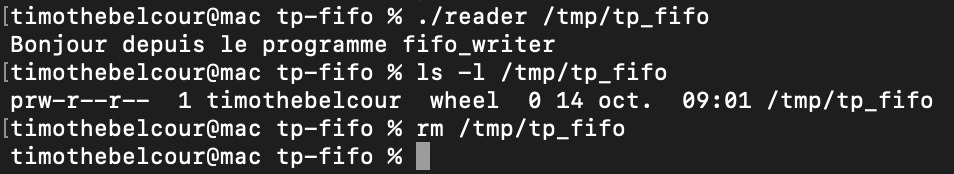 [timothebelcour@mac tp-fifo % ./reader /tmp/tp_fifo
Bonjour depuis le programme fifo_writer
[timothebelcour@mac tp-fifo % ls -l /tmp/tp_fifo
prw-r--r--  1 timothebelcour  wheel  0 14 oct.  09:01 /tmp/tp_fifo
[timothebelcour@mac tp-fifo % rm /tmp/tp_fifo
timothebelcour@mac tp-fifo %